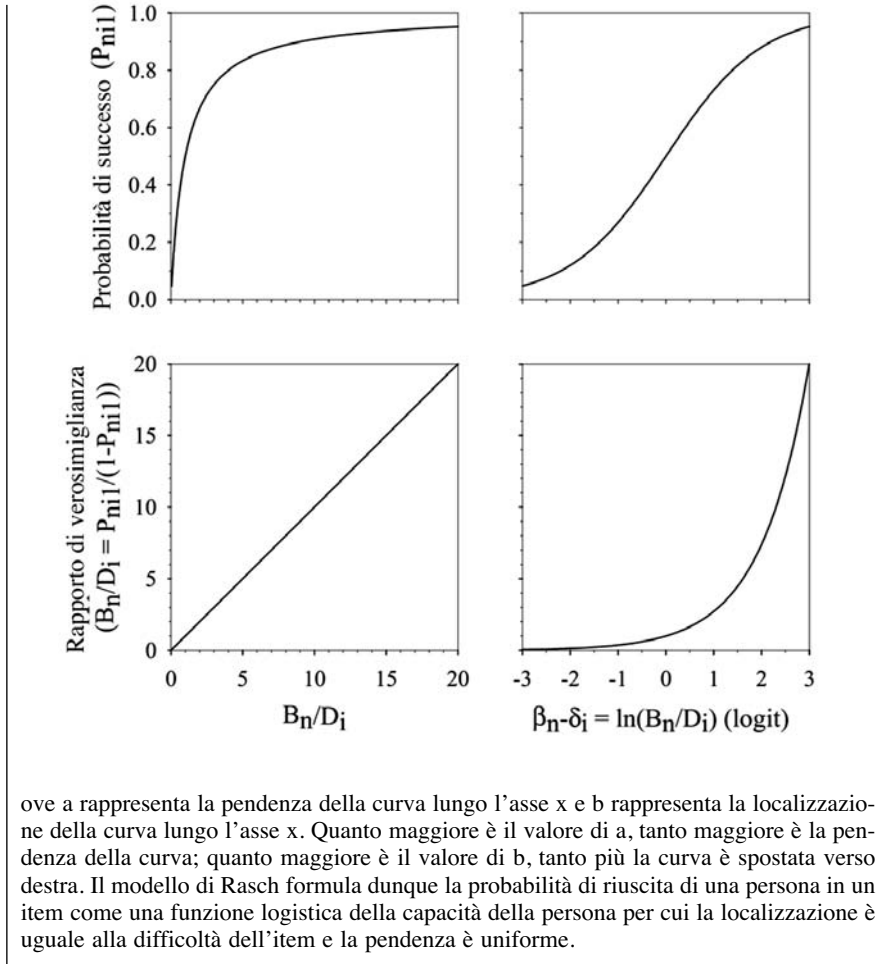 Probabilità di successo (Pni1)
1.0
0.8
0.6
0.4
0.2
0.0
Rapporto di verosimiglianza
(Bn/Di = Pni1/(1-Pni1))
20
15
10
5
0
0 5 10 15 20
-3 -2 -1 0 1 2 3
Bn/Di
βn-δi = ln(Bn/Di) (logit)
ove a rappresenta la pendenza della curva lungo l'asse x e b rappresenta la localizzazio-
ne della curva lungo l'asse x. Quanto maggiore è il valore di a, tanto maggiore è la pen-
denza della curva; quanto maggiore è il valore di b, tanto più la curva è spostata verso
destra. Il modello di Rasch formula dunque la probabilità di riuscita di una persona in un
item come una funzione logistica della capacità della persona per cui la localizzazione è
uguale alla difficoltà dell'item e la pendenza è uniforme.